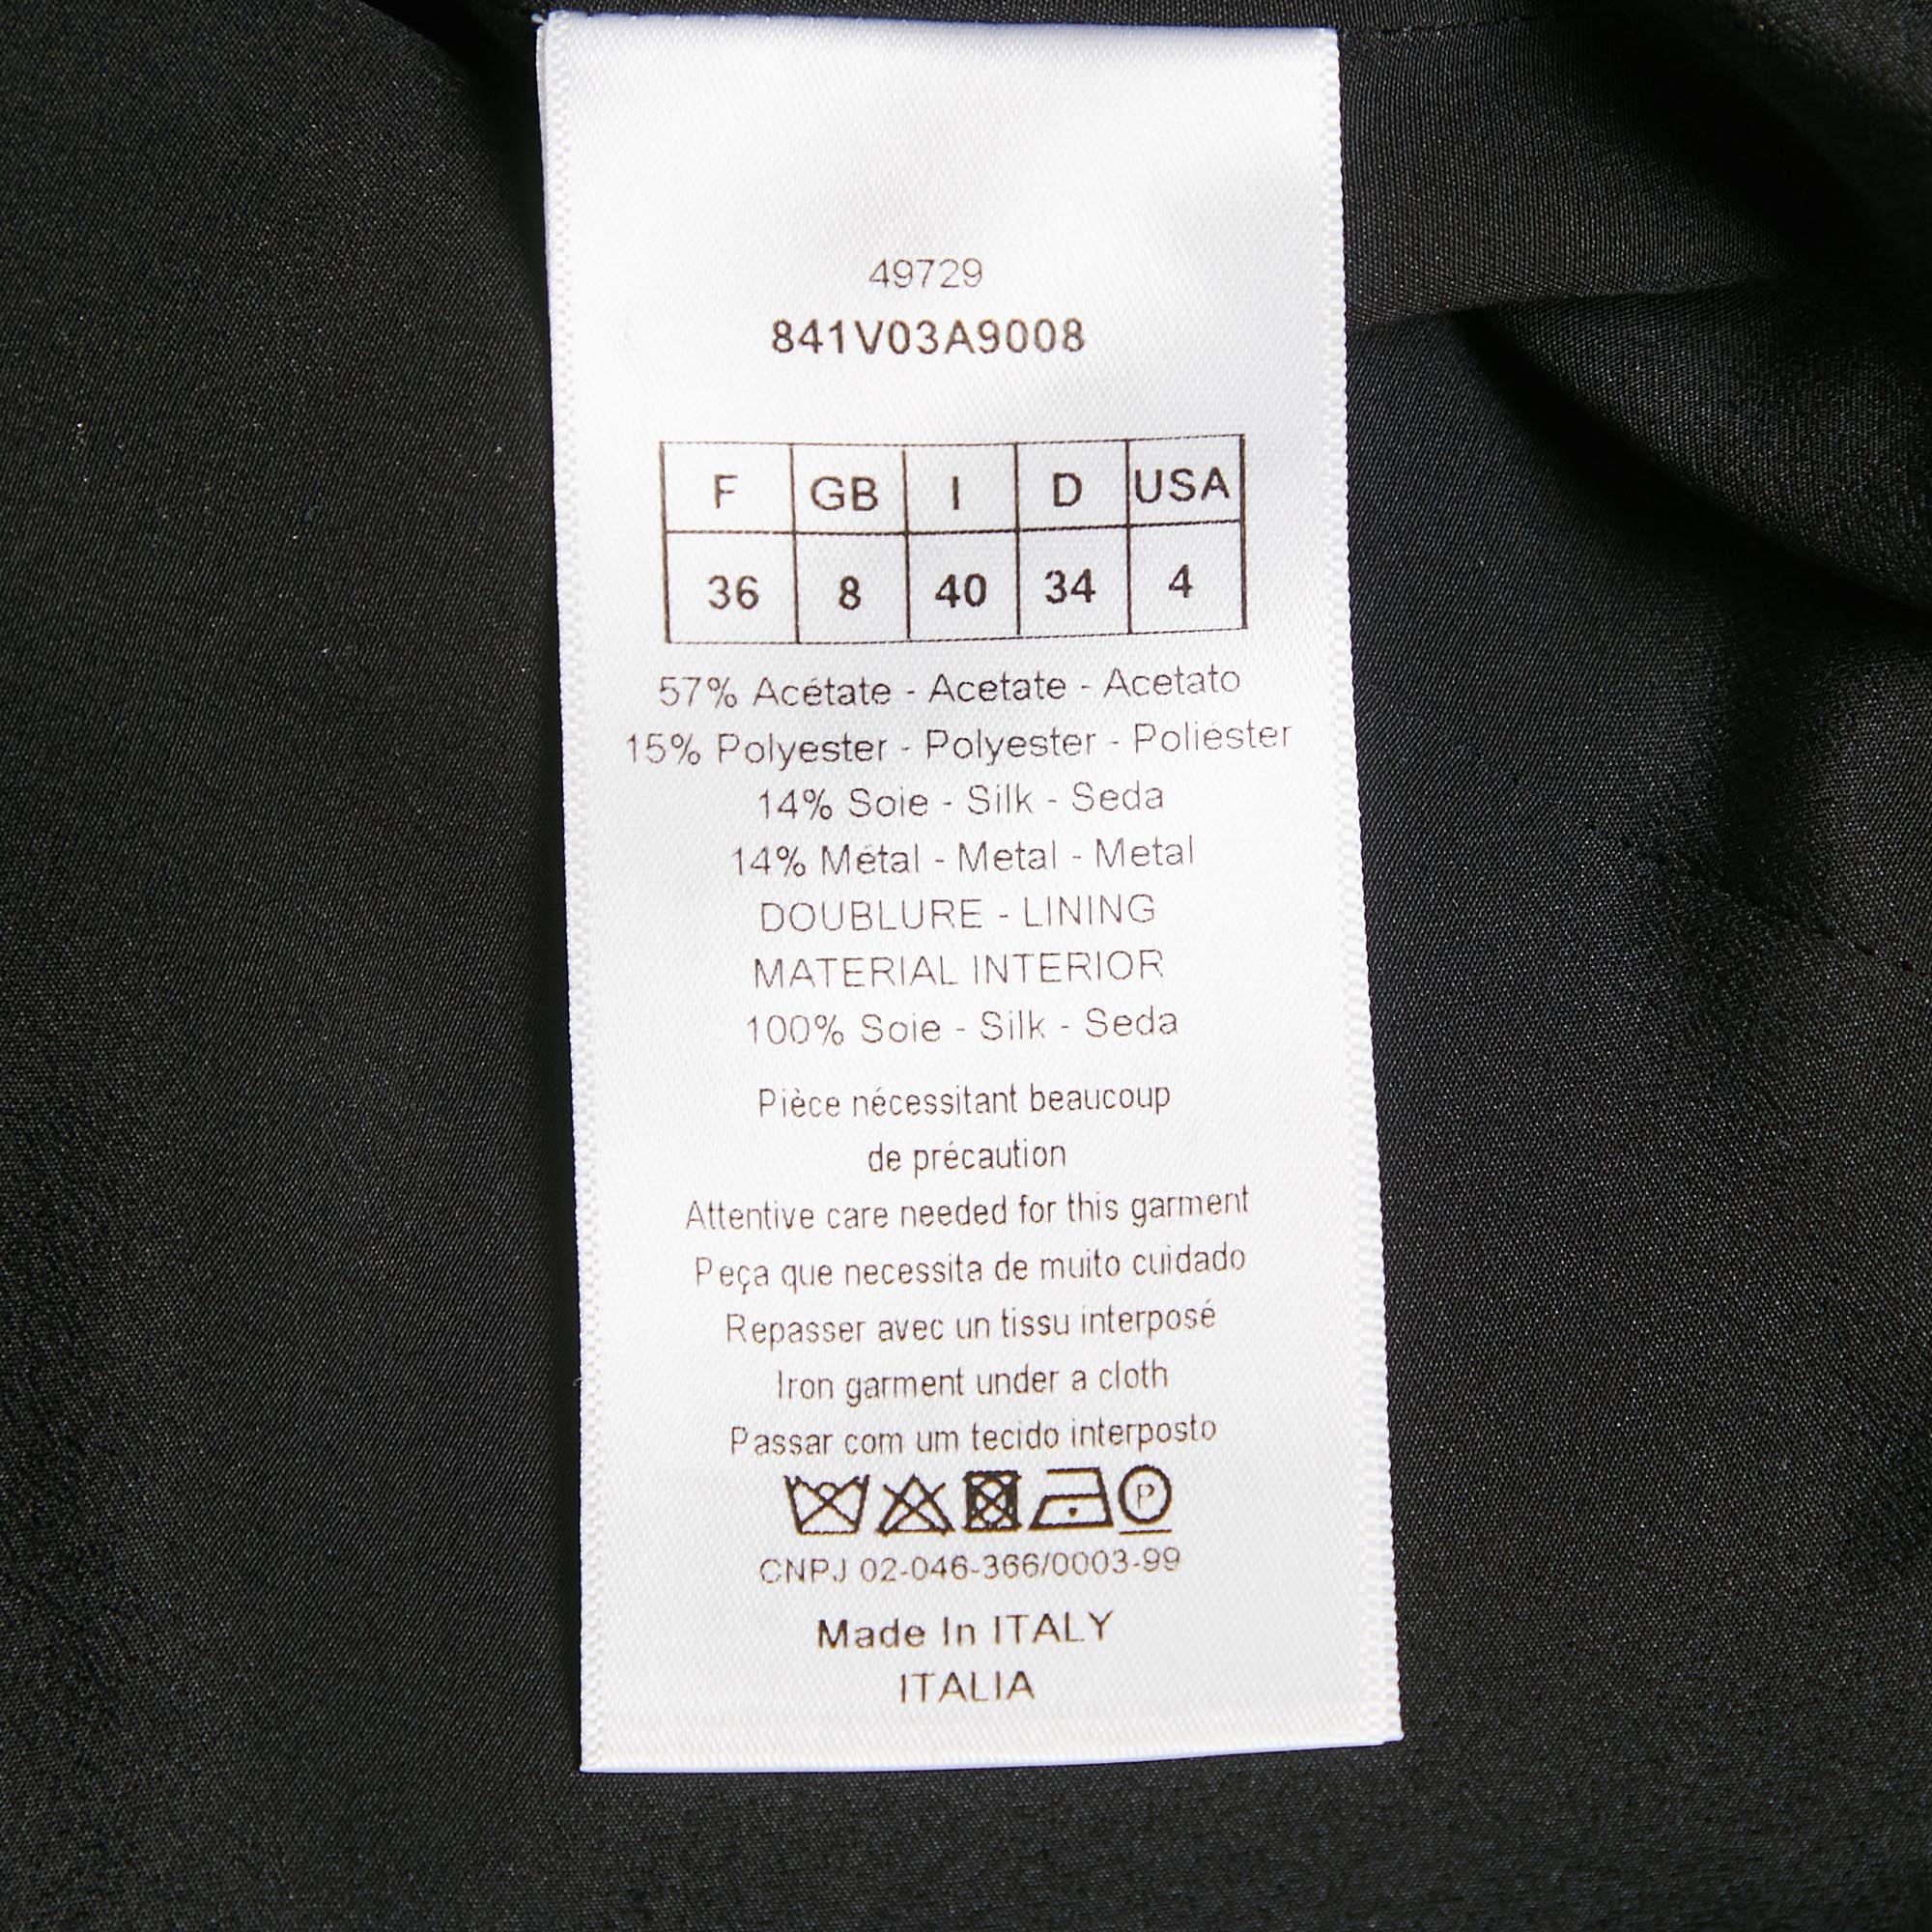 49729
841V03A9008
F GB I D USA
36 8 40 34 4
57% Acétate - Acetate - Acetato
15% Polyester - Polyester - Poliéster
14% Soie - Silk - Seda
14% Métal - Metal - Metal
DOUBLURE - LINING
MATERIAL INTERIOR
100% Soie - Silk - Seda
Pièce nécessitant beaucoup
de précaution
Attentive care needed for this garment
Peça que necessita de muito cuidado
Repasser avec un tissu interposé
Iron garment under a cloth
Passar com um tecido interposto
P
CNPJ 02-046-366/0003-99
Made In ITALY
ITALIA